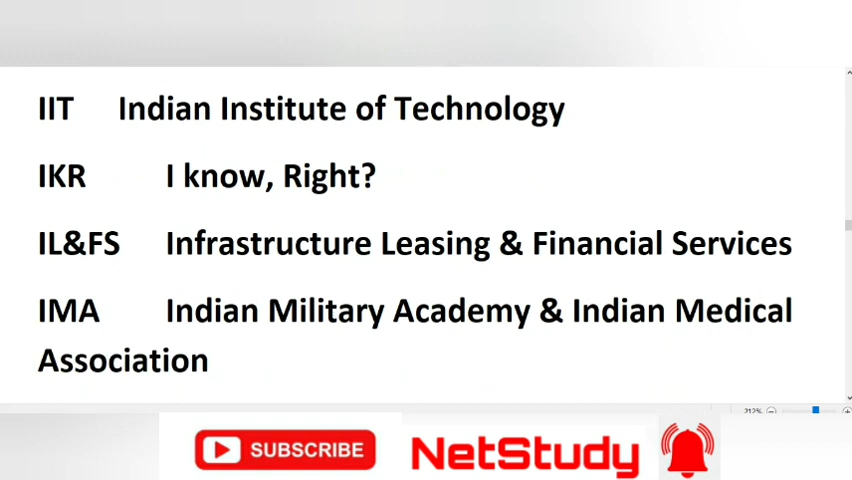 IIT Indian Institute of Technology
IKR I know, Right?
IL&FS Infrastructure Leasing & Financial Services
IMA Indian Military Academy & Indian Medical
Association
212%
SUBSCRIBE NetStudy